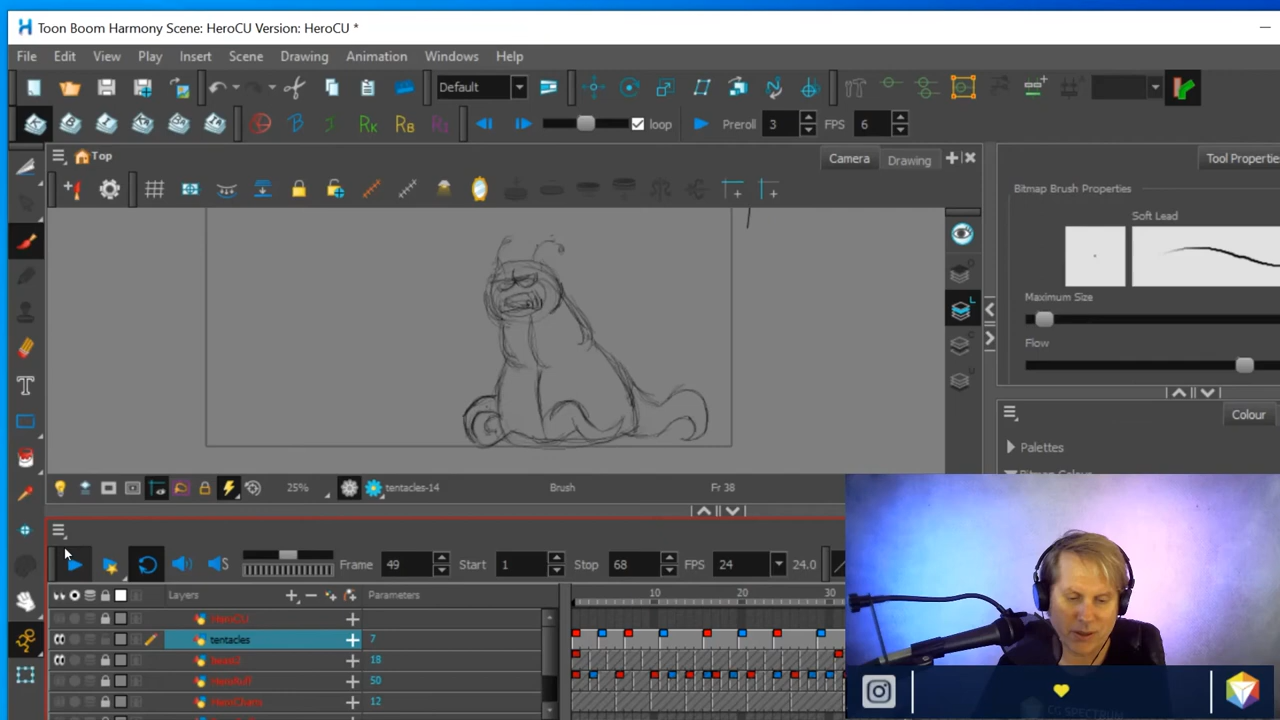 Toon Boom Harmony Scene: HeroCU Version: HeroCU *
File Edit View Play Insert Scene Drawing Animation Windows Help
Default
loop Preroll 3 FPS 6
Top Camera Drawing Tool Propertie
Bitmap Brush Properties
Soft Lead
Maximum Size
Flow
Colour
Palettes
25% tentacles-14 Brush Fr 38
Frame 49 Start 1 Stop 68 FPS 24 24.0
Layers Parameters 10 20 30
HeroCU
tentacles 7
18
50
12